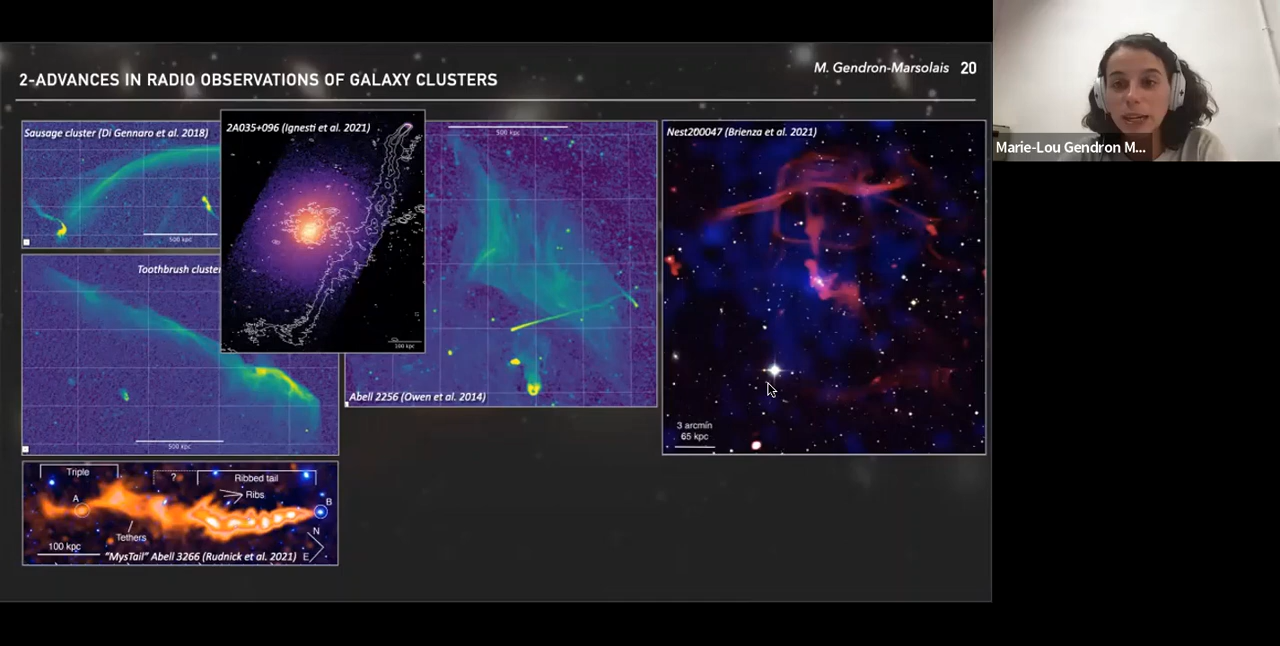 2-ADVANCES IN RADIO OBSERVATIONS OF GALAXY CLUSTERS
M. Gendron-Marsolais 20
Marie-Lou Gendron M...
Sausage cluster (Di Gennaro et al. 2018)
500 kpc
2A035+096 (Ignesti et al. 2021)
100 kpc
500 kpc
Abell 2256 (Owen et al. 2014)
Nest200047 (Brienza et al. 2021)
3 arcmin
65 kpc
Toothbrush cluster
500 kpc
Triple
?
Ribbed tail
Ribs
A
B
Tethers
N
E
100 kpc
"MysTail" Abell 3266 (Rudnick et al. 2021)